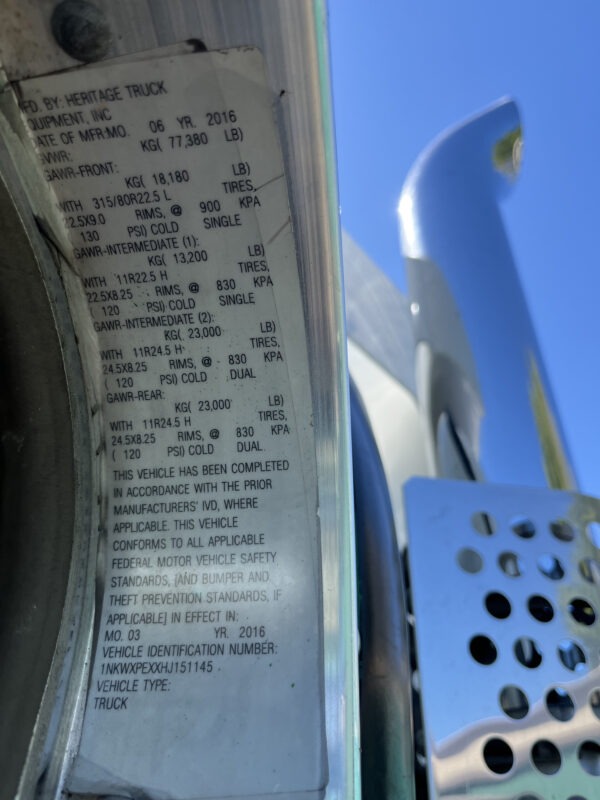 MFD. BY: HERITAGE TRUCK
EQUIPMENT, INC
DATE OF MFR:MO. 06 YR. 2016
GVWR: KG( 77,380 LB)
GAWR-FRONT:
KG( 18,180 LB)
WITH 315/80R22.5 L TIRES,
22.5X9.0 RIMS, @ 900 KPA
( 130 PSI) COLD SINGLE
GAWR-INTERMEDIATE (1):
KG( 13,200 LB)
WITH 11R22.5 H TIRES,
22.5X8.25 RIMS, @ 830 KPA
( 120 PSI) COLD SINGLE
GAWR-INTERMEDIATE (2):
KG( 23,000 LB)
WITH 11R24.5 H TIRES,
24.5X8.25 RIMS, @ 830 KPA
( 120 PSI) COLD DUAL
GAWR-REAR:
KG( 23,000 LB)
WITH 11R24.5 H TIRES,
24.5X8.25 RIMS, @ 830 KPA
( 120 PSI) COLD DUAL
THIS VEHICLE HAS BEEN COMPLETED
IN ACCORDANCE WITH THE PRIOR
MANUFACTURERS' IVD, WHERE
APPLICABLE. THIS VEHICLE
CONFORMS TO ALL APPLICABLE
FEDERAL MOTOR VEHICLE SAFETY
STANDARDS, [AND BUMPER AND
THEFT PREVENTION STANDARDS, IF
APPLICABLE] IN EFFECT IN:
MO. 03 YR. 2016
VEHICLE IDENTIFICATION NUMBER:
1NKWXPEXXHJ151145
VEHICLE TYPE:
TRUCK